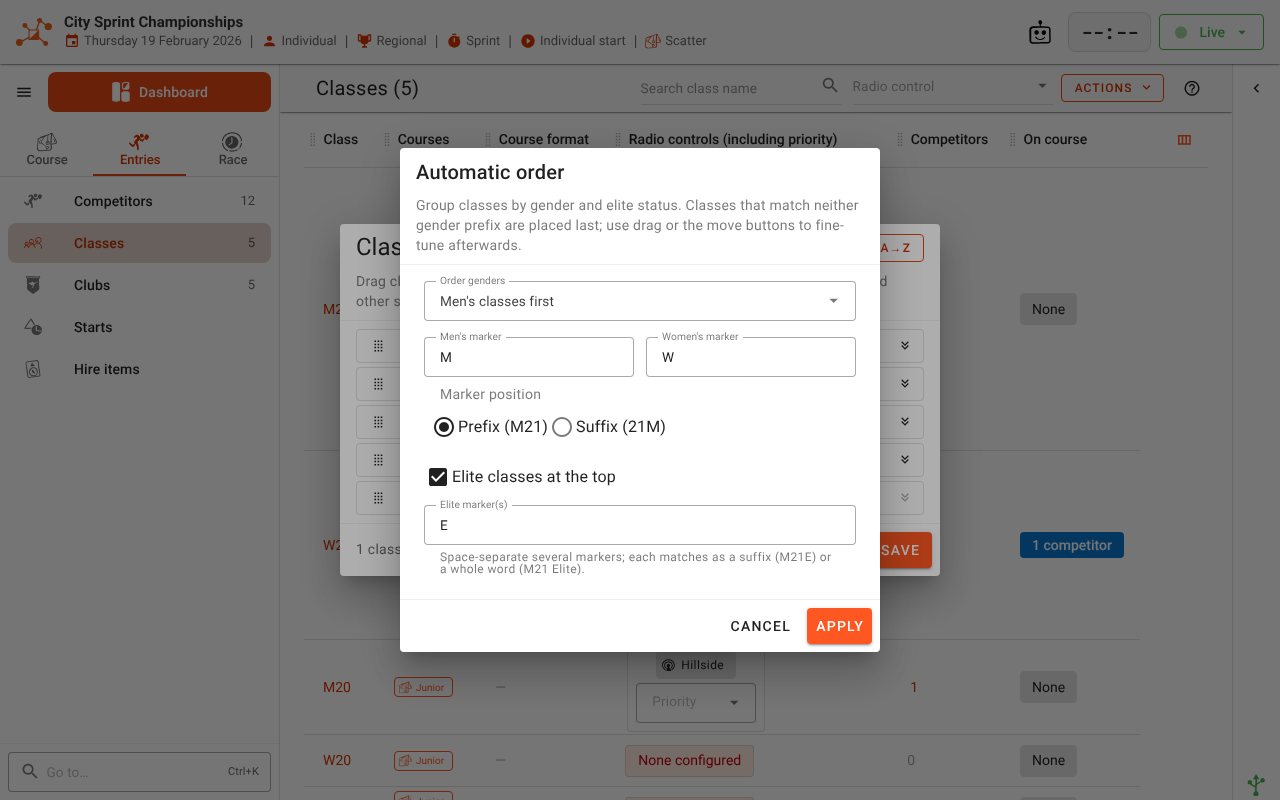 City Sprint Championships
Thursday 19 February 2026 | Individual | Regional | Sprint | Individual start | Scatter
--:--
Live
Dashboard
Classes (5)
Search class name
Radio control
ACTIONS
Course
Entries
Race
Class
Courses
Course format
Radio controls (including priority)
Competitors
On course
Competitors 12
Classes 5
Clubs 5
Starts
Hire items
Automatic order
Group classes by gender and elite status. Classes that match neither
gender prefix are placed last; use drag or the move buttons to fine-
tune afterwards.
A→Z
Order genders
Men's classes first
Men's marker
M
Women's marker
W
Marker position
Prefix (M21)
Suffix (21M)
Elite classes at the top
Elite marker(s)
E
Space-separate several markers; each matches as a suffix (M21E) or
a whole word (M21 Elite).
CANCEL
APPLY
None
1 competitor
SAVE
Hillside
M20
Junior
—
Priority
1
None
W20
Junior
—
None configured
0
None
Go to...
Ctrl+K